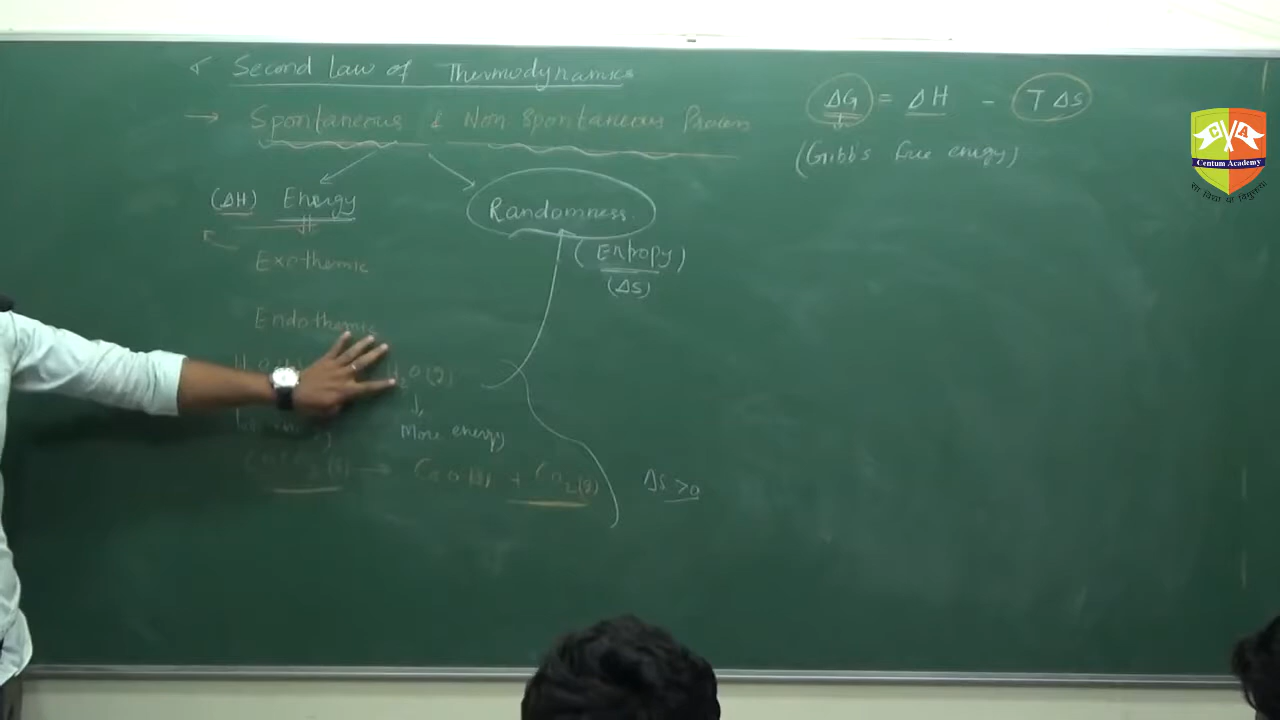 Second Law of Thermodynamics
→ Spontaneous & Non spontaneous Process
(ΔH) Energy
Randomness.
(Entropy)
(ΔS)
Exothermic
Endothermic
H2O(g)
More energy
CaCO3(s) → CaO(s) + CO2(g)
ΔS >0
ΔG = ΔH - TΔS
(Gibb's free energy)
CA
Centum Academy